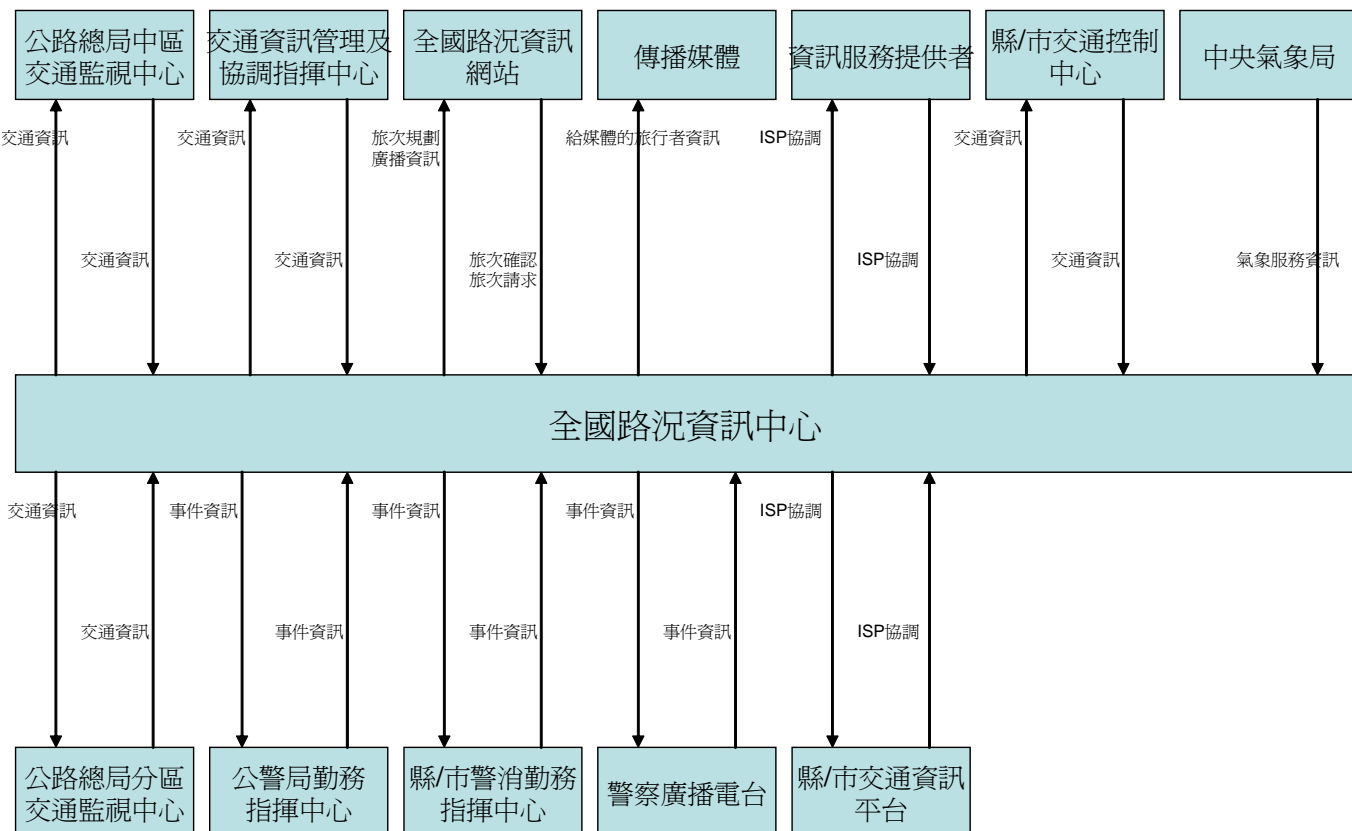 公路總局中區
交通監視中心
交通資訊管理及
協調指揮中心
全國路況資訊
網站
傳播媒體
資訊服務提供者
縣/市交通控制
中心
中央氣象局
交通資訊
交通資訊
旅次規劃
廣播資訊
給媒體的旅行者資訊
ISP協調
交通資訊
交通資訊
交通資訊
旅次確認
旅次請求
ISP協調
交通資訊
氣象服務資訊
全國路況資訊中心
交通資訊
事件資訊
事件資訊
事件資訊
ISP協調
交通資訊
事件資訊
事件資訊
事件資訊
ISP協調
公路總局分區
交通監視中心
公警局勤務
指揮中心
縣/市警消勤務
指揮中心
警察廣播電台
縣/市交通資訊
平台